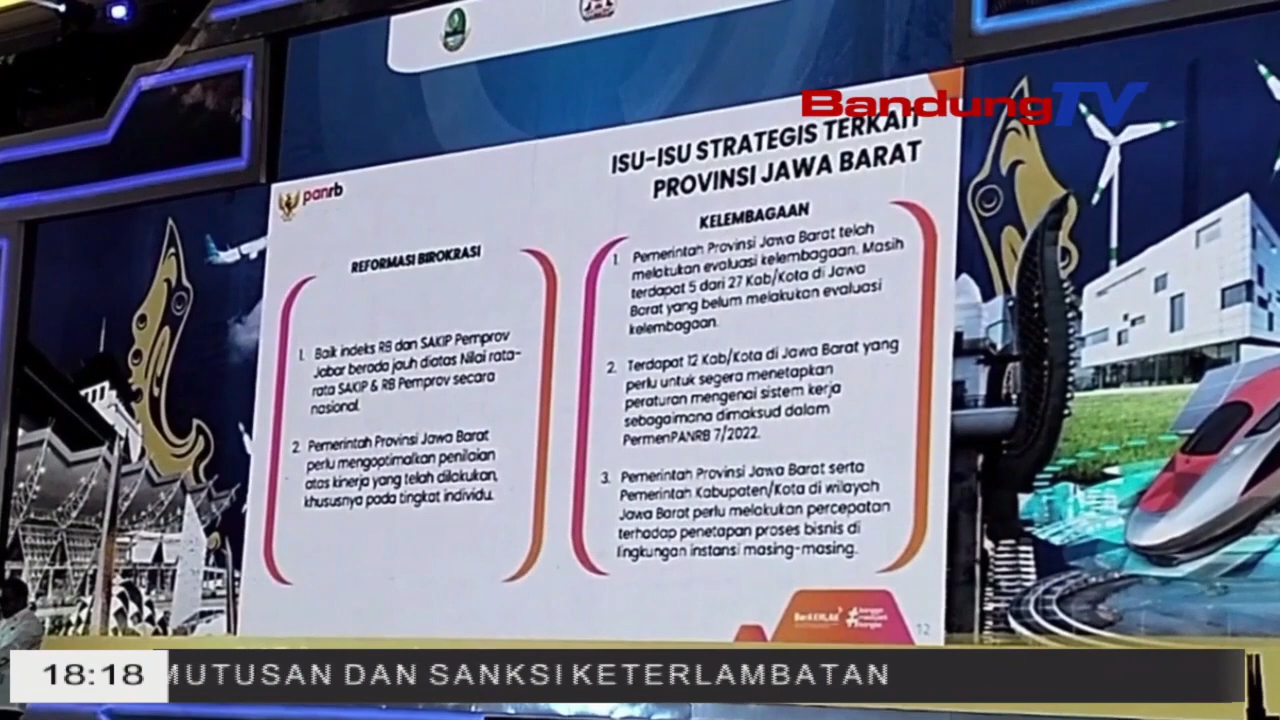 BandungTV
ISU-ISU STRATEGIS TERKAIT
PROVINSI JAWA BARAT
panrb
REFORMASI BIROKRASI
1. Baik indeks RB dan SAKIP Pemprov
Jabar berada jauh diatas Nilai rata-
rata SAKIP & RB Pemprov secara
nasional.
2. Pemerintah Provinsi Jawa Barat
perlu mengoptimalkan penilaian
atas kinerja yang telah dilakukan,
khususnya pada tingkat individu.
KELEMBAGAAN
1. Pemerintah Provinsi Jawa Barat telah
melakukan evaluasi kelembagaan. Masih
terdapat 5 dari 27 Kab/Kota di Jawa
Barat yang belum melakukan evaluasi
kelembagaan.
2. Terdapat 12 Kab/Kota di Jawa Barat yang
perlu untuk segera menetapkan
peraturan mengenai sistem kerja
sebagaimana dimaksud dalam
PermenPANRB 7/2022.
3. Pemerintah Provinsi Jawa Barat serta
Pemerintah Kabupaten/Kota di wilayah
Jawa Barat perlu melakukan percepatan
terhadap penetapan proses bisnis di
lingkungan instansi masing-masing.
12
18:18 MUTUSAN DAN SANKSI KETERLAMBATAN